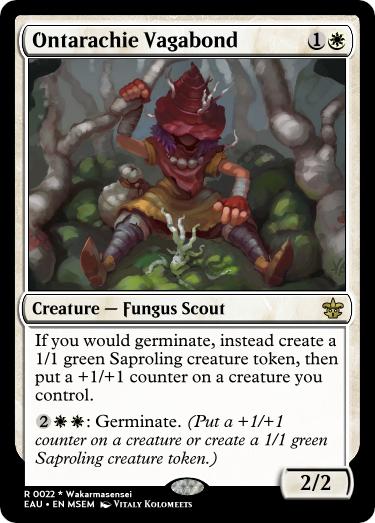 Ontarachie Vagabond 1
Creature — Fungus Scout
If you would germinate, instead create a
1/1 green Saproling creature token, then
put a +1/+1 counter on a creature you
control.
2: Germinate. (Put a +1/+1
counter on a creature or create a 1/1 green
Saproling creature token.)
2/2
R 0022 * Wakarmasensei
EAU • EN MSEM Vitaly Kolomeets